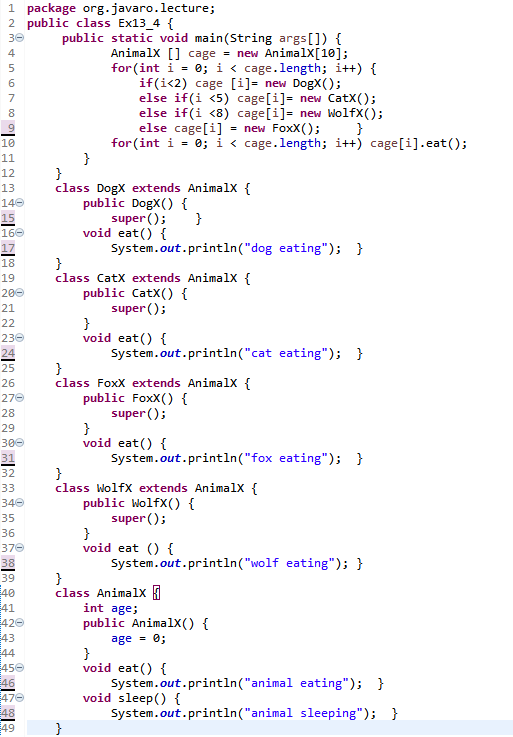 1 package org.javaro.lecture;
2 public class Ex13_4 {
3 public static void main(String args[]) {
4 AnimalX [] cage = new AnimalX[10];
5 for(int i = 0; i < cage.length; i++) {
6 if(i<2) cage [i]= new DogX();
7 else if(i <5) cage[i]= new CatX();
8 else if(i <8) cage[i]= new WolfX();
9 else cage[i] = new FoxX(); }
10 for(int i = 0; i < cage.length; i++) cage[i].eat();
11 }
12 }
13 class DogX extends AnimalX {
14 public DogX() {
15 super(); }
16 void eat() {
17 System.out.println("dog eating"); }
18 }
19 class CatX extends AnimalX {
20 public CatX() {
21 super();
22 }
23 void eat() {
24 System.out.println("cat eating"); }
25 }
26 class FoxX extends AnimalX {
27 public FoxX() {
28 super();
29 }
30 void eat() {
31 System.out.println("fox eating"); }
32 }
33 class WolfX extends AnimalX {
34 public WolfX() {
35 super();
36 }
37 void eat () {
38 System.out.println("wolf eating"); }
39 }
40 class AnimalX {
41 int age;
42 public AnimalX() {
43 age = 0;
44 }
45 void eat() {
46 System.out.println("animal eating"); }
47 void sleep() {
48 System.out.println("animal sleeping"); }
49 }